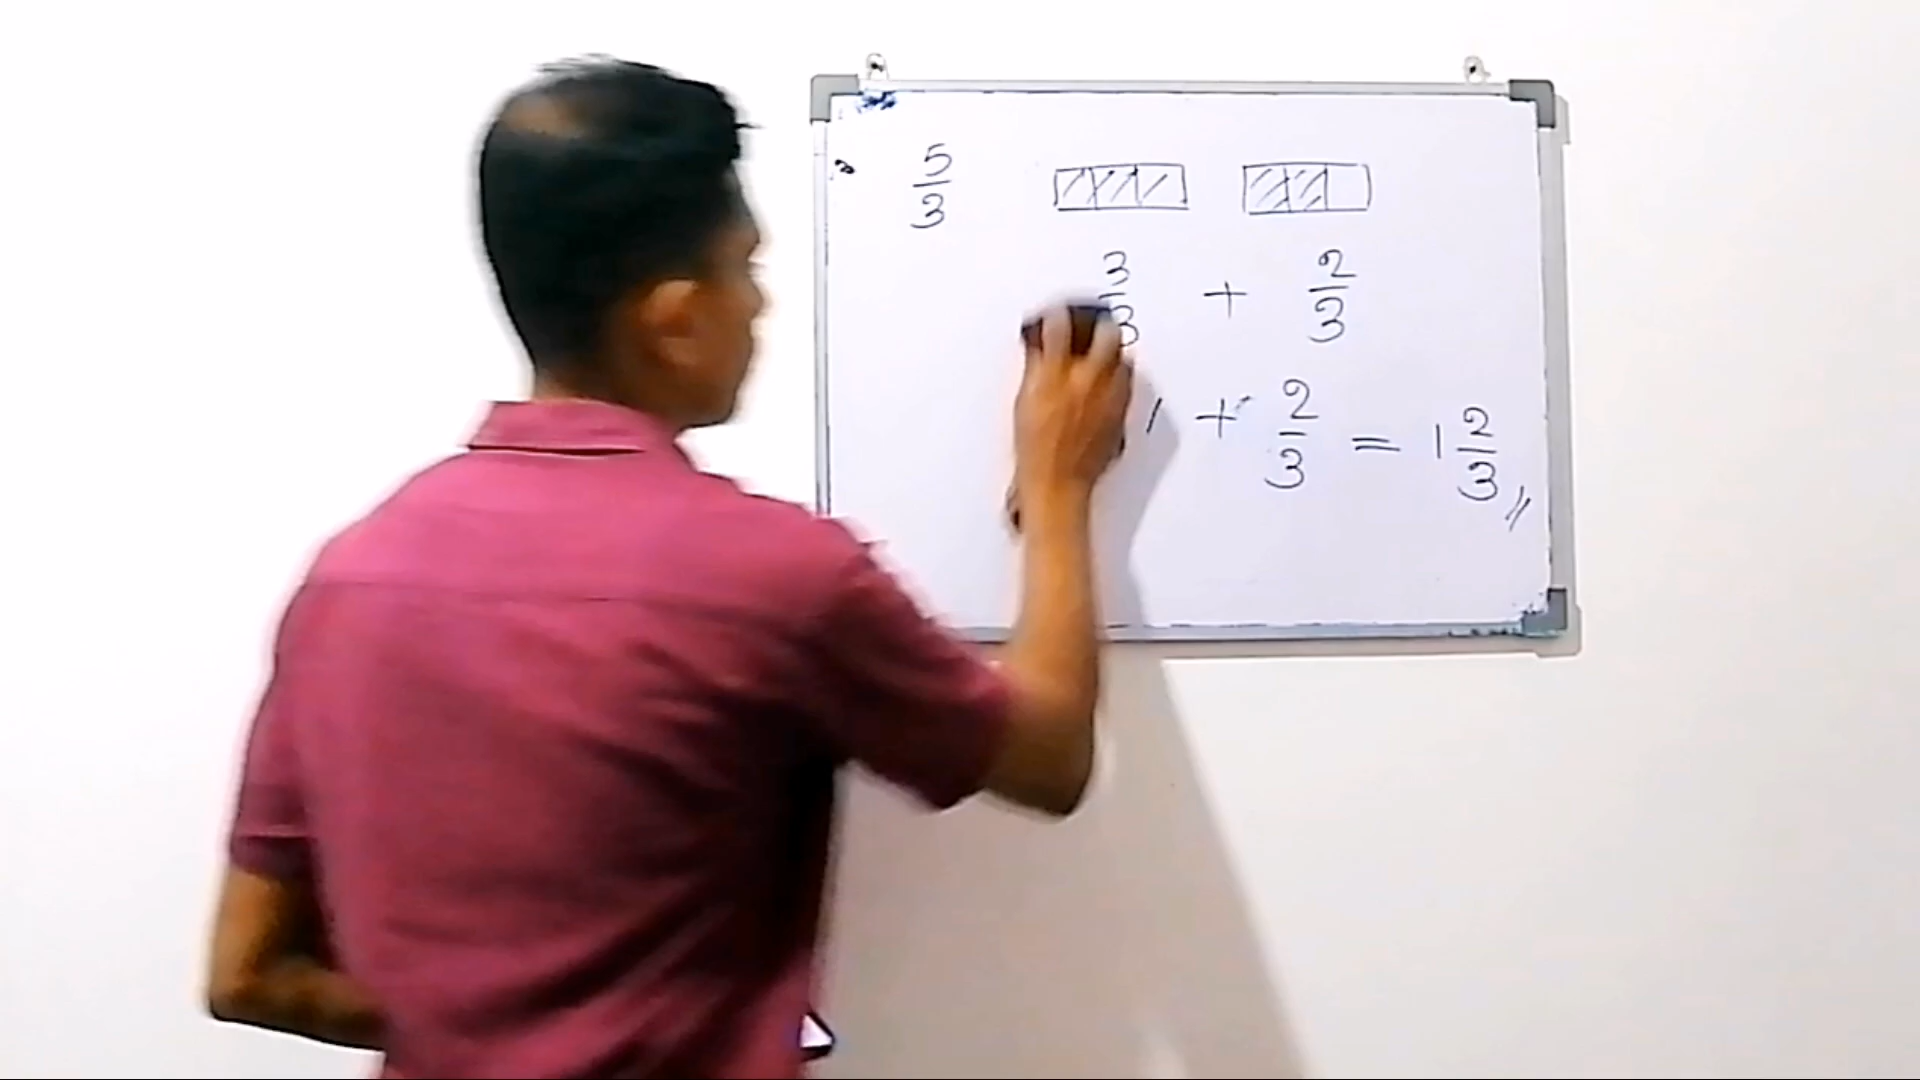 5/3
3/3 + 2/3
1 + 2/3 = 1 2/3